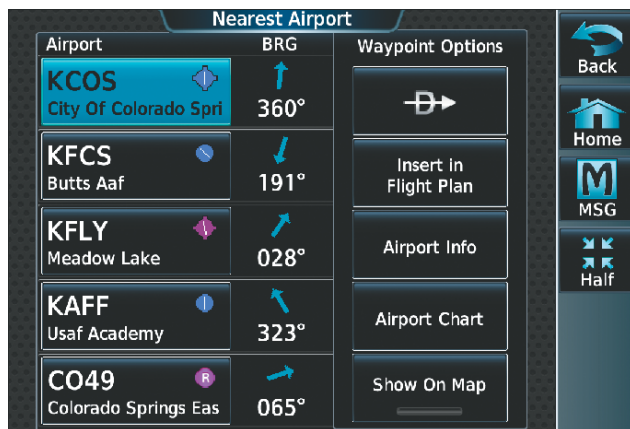 Nearest Airport
Airport BRG Waypoint Options
KCOS
City Of Colorado Spri 360°
KFCS
Butts Aaf 191°
KFLY
Meadow Lake 028°
KAFF
Usaf Academy 323°
CO49 R
Colorado Springs Eas 065°
D
Insert in
Flight Plan
Airport Info
Airport Chart
Show On Map
Back
Home
M
MSG
Half